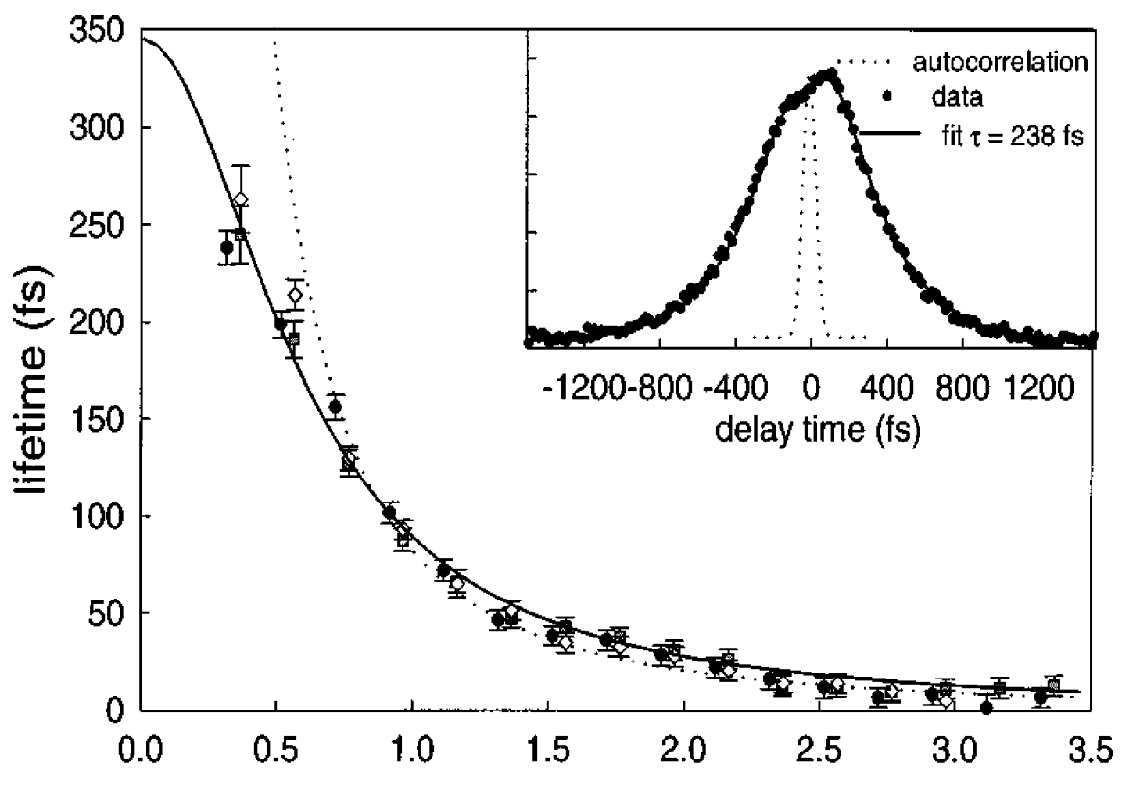 350
300
250
200
150
100
50
0
lifetime (fs)
0.0 0.5 1.0 1.5 2.0 2.5 3.0 3.5
autocorrelation
data
fit τ = 238 fs
-1200 -800 -400 0 400 800 1200
delay time (fs)